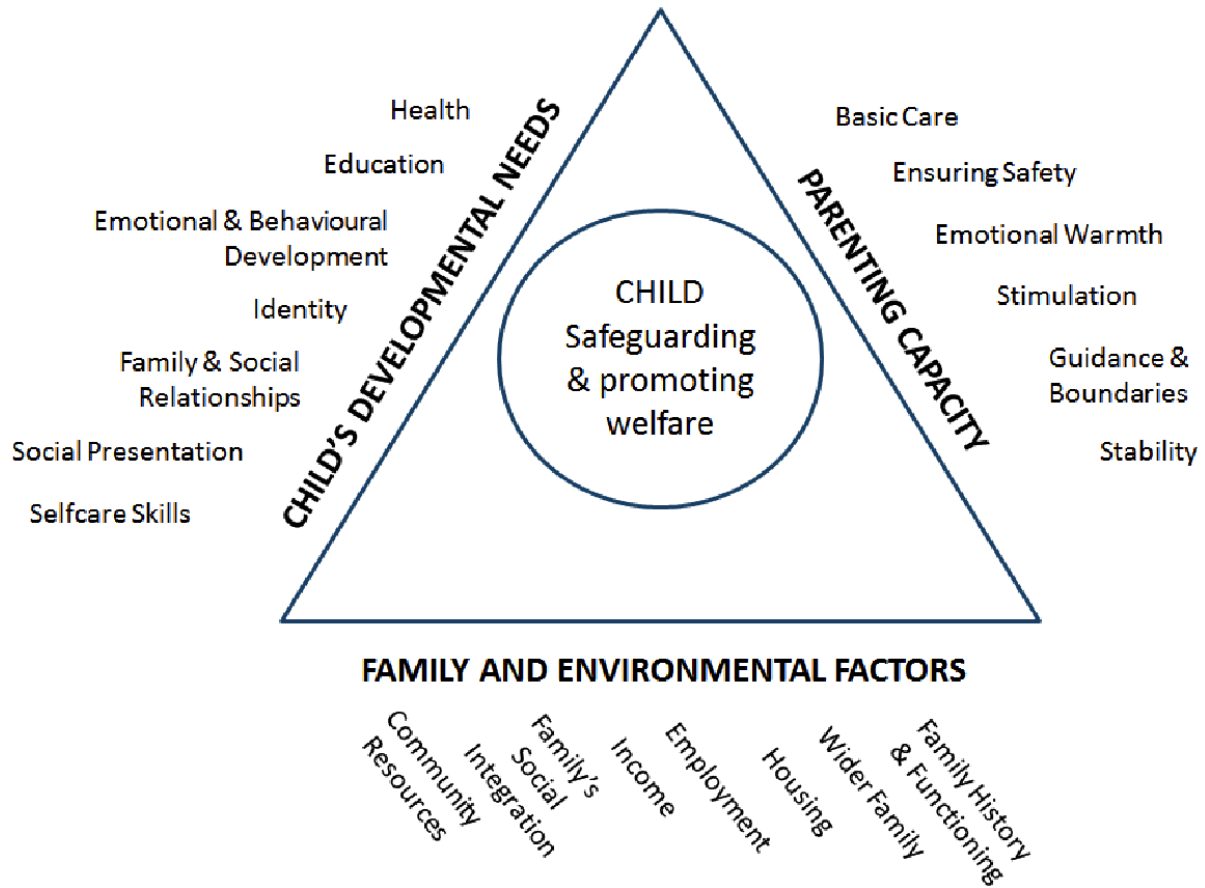 Health
Education
Emotional & Behavioural
Development
Identity
Family & Social
Relationships
Social Presentation
Selfcare Skills
CHILD'S DEVELOPMENTAL NEEDS
CHILD
Safeguarding
& promoting
welfare
PARENTING CAPACITY
Basic Care
Ensuring Safety
Emotional Warmth
Stimulation
Guidance &
Boundaries
Stability
FAMILY AND ENVIRONMENTAL FACTORS
Community
Resources
Family's
Social
Integration
Income
Employment
Housing
Wider Family
Family History
& Functioning